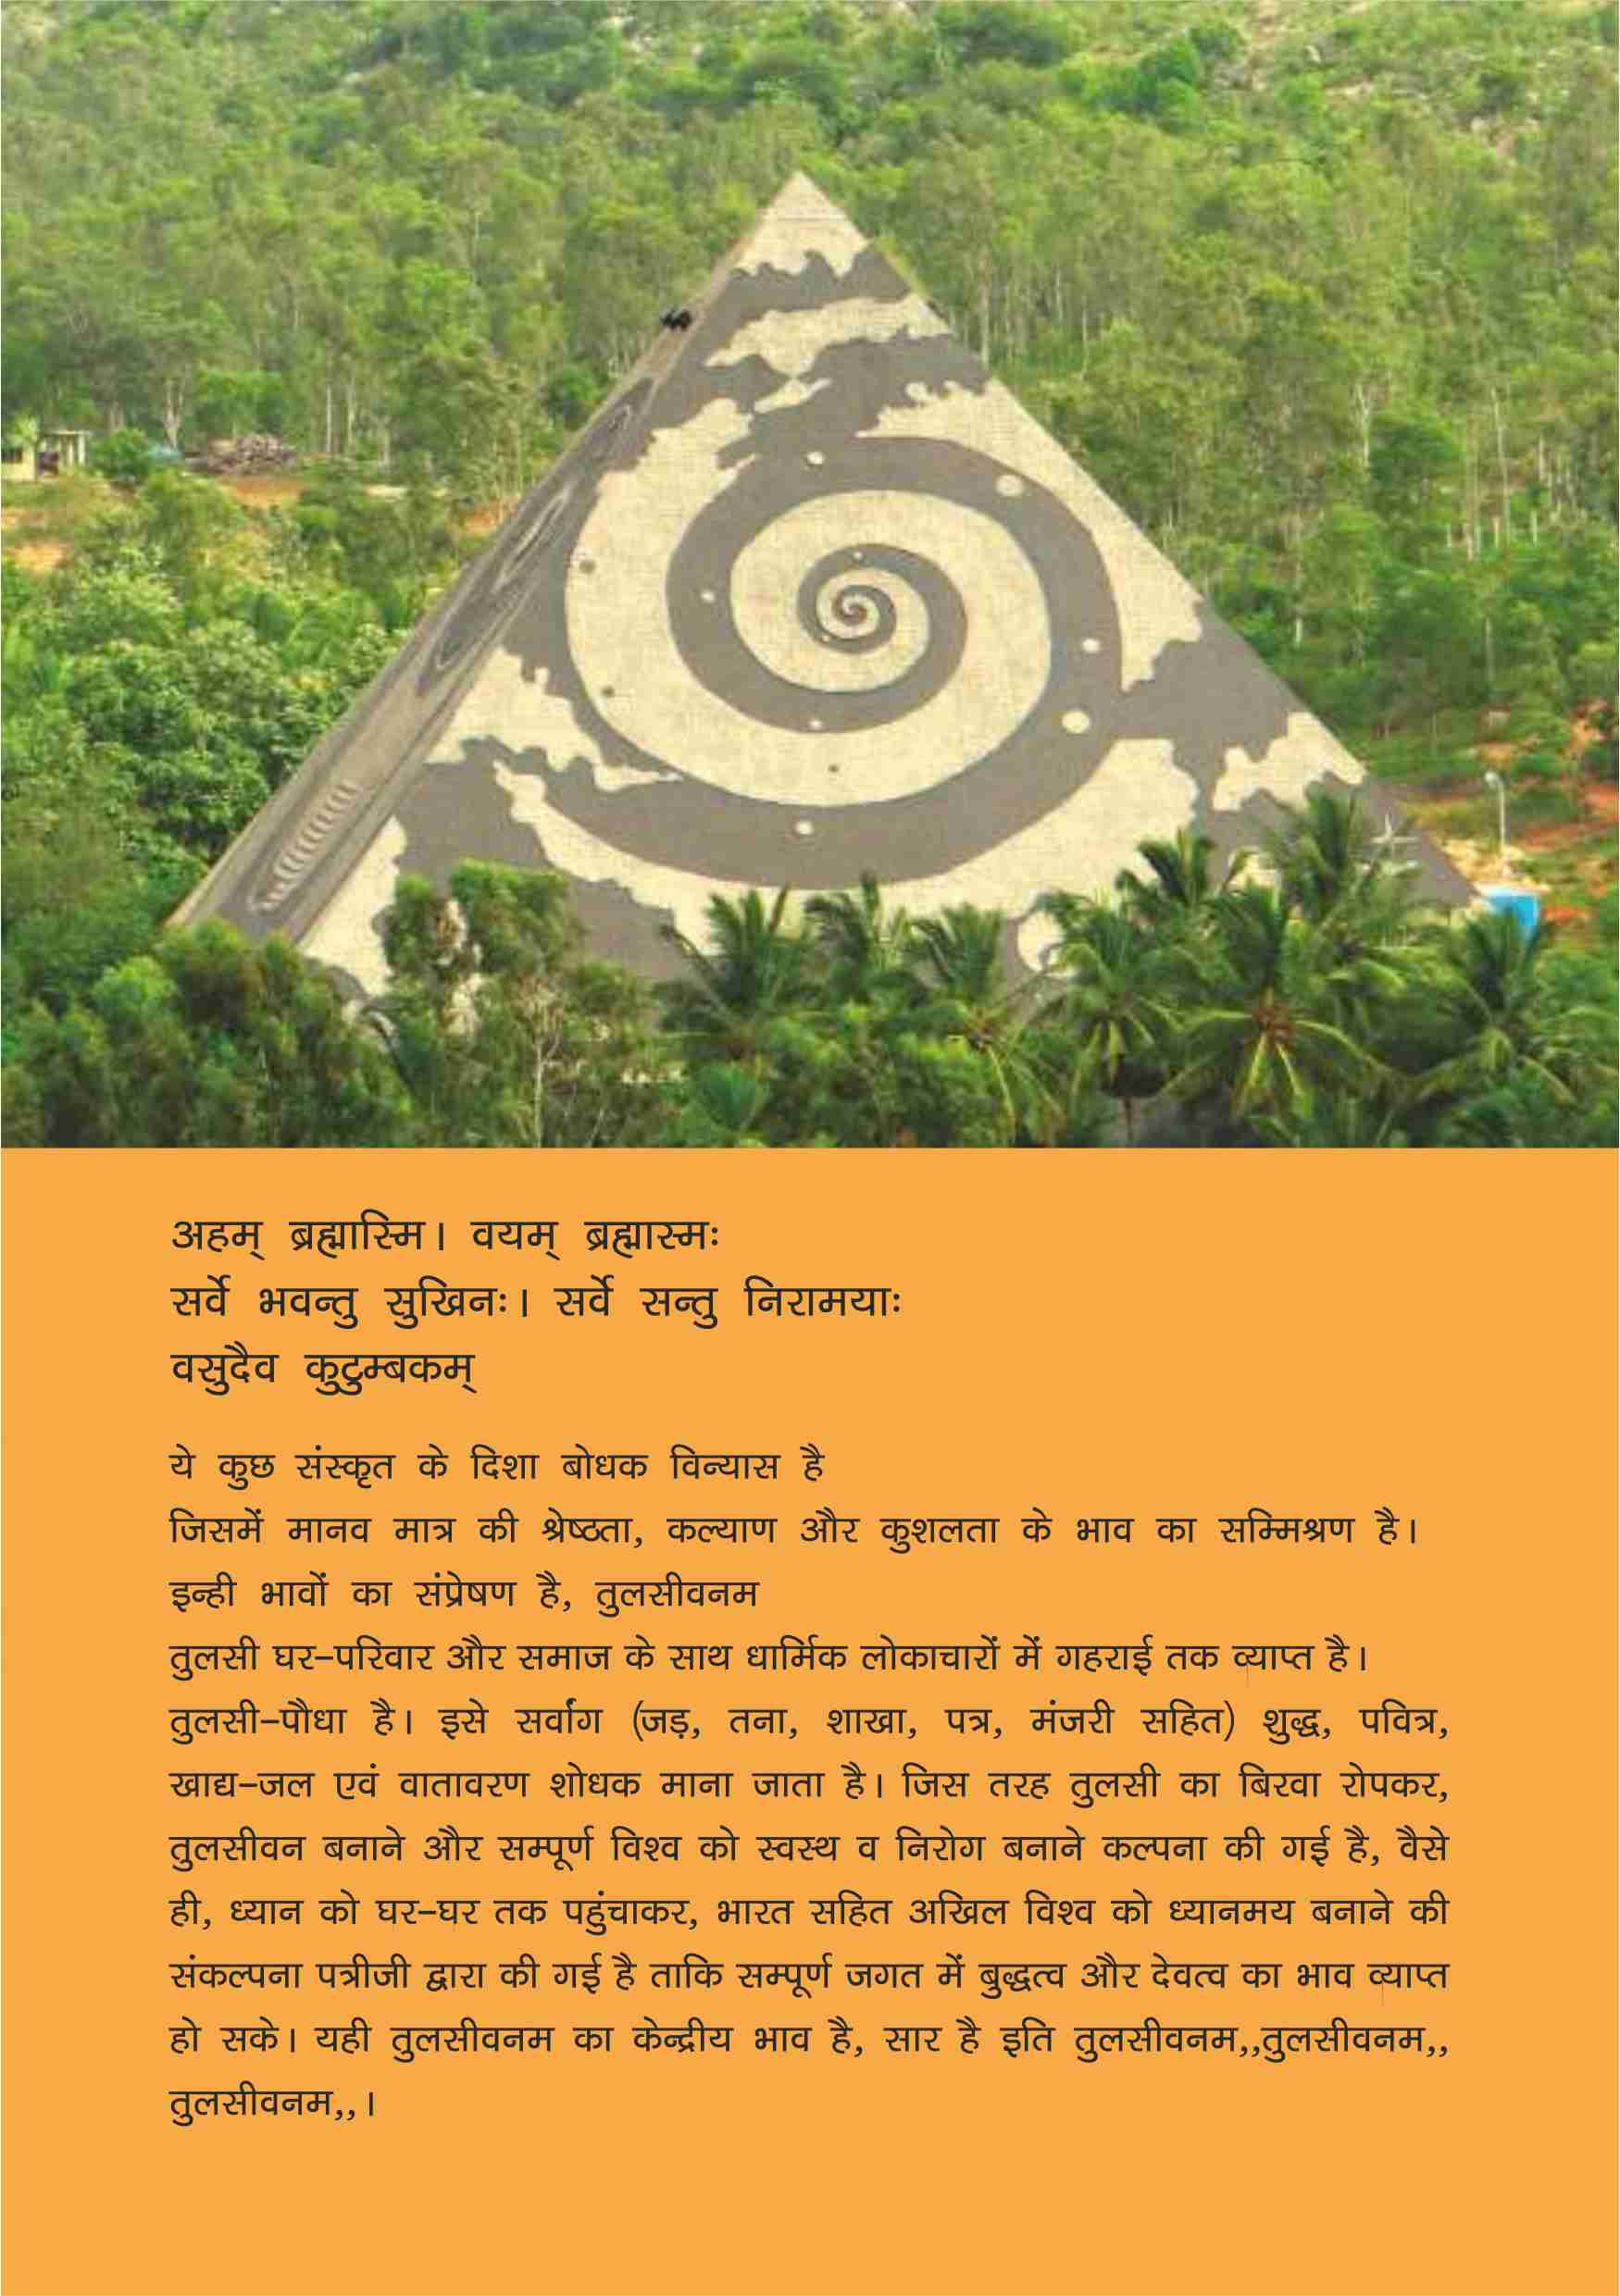 अहम् ब्रह्मास्मि। वयम् ब्रह्मास्मः
सर्वे भवन्तु सुखिनः। सर्वे सन्तु निरामयाः
वसुदैव कुटुम्बकम्
ये कुछ संस्कृत के दिशा बोधक विन्यास है
जिसमें मानव मात्र की श्रेष्ठता, कल्याण और कुशलता के भाव का सम्मिश्रण है।
इन्ही भावों का संप्रेषण है, तुलसीवनम
तुलसी घर-परिवार और समाज के साथ धार्मिक लोकाचारों में गहराई तक व्याप्त है।
तुलसी-पौधा है। इसे सर्वांग (जड़, तना, शाखा, पत्र, मंजरी सहित) शुद्ध, पवित्र,
खाद्य-जल एवं वातावरण शोधक माना जाता है। जिस तरह तुलसी का बिरवा रोपकर,
तुलसीवन बनाने और सम्पूर्ण विश्व को स्वस्थ व निरोग बनाने कल्पना की गई है, वैसे
ही, ध्यान को घर-घर तक पहुंचाकर, भारत सहित अखिल विश्व को ध्यानमय बनाने की
संकल्पना पत्रीजी द्वारा की गई है ताकि सम्पूर्ण जगत में बुद्धत्व और देवत्व का भाव व्याप्त
हो सके। यही तुलसीवनम का केन्द्रीय भाव है, सार है इति तुलसीवनम,,तुलसीवनम,,
तुलसीवनम,,।